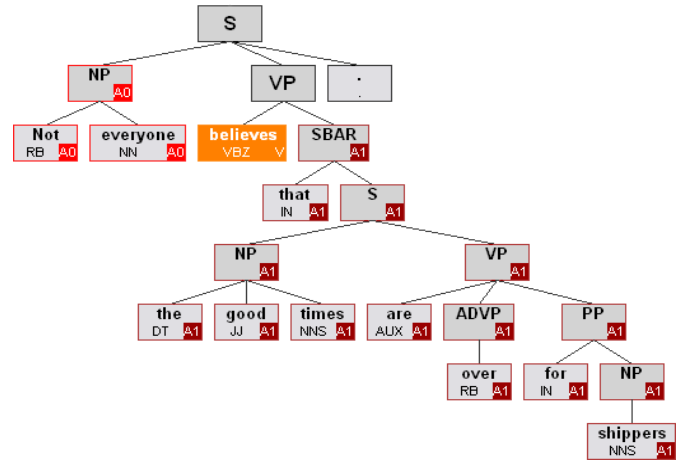 S
NP A0
VP
.
.
Not RB A0
everyone NN A0
believes VBZ V
SBAR A1
that IN A1
S A1
NP A1
VP A1
the DT A1
good JJ A1
times NNS A1
are AUX A1
ADVP A1
PP A1
over RB A1
for IN A1
NP A1
shippers NNS A1